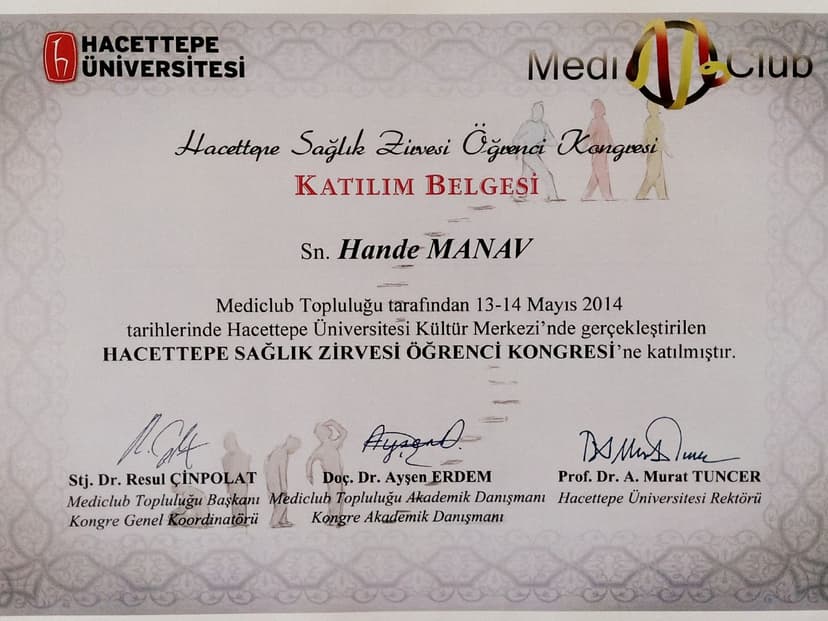 HACETTEPE
ÜNİVERSİTESİ
Medi Club
Hacettepe Sağlık Zirvesi Öğrenci Kongresi
KATILIM BELGESİ
Sn. Hande MANAV
Mediclub Topluluğu tarafından 13-14 Mayıs 2014
tarihlerinde Hacettepe Üniversitesi Kültür Merkezi'nde gerçekleştirilen
HACETTEPE SAĞLIK ZİRVESİ ÖĞRENCİ KONGRESİ'ne katılmıştır.
Stj. Dr. Resul ÇİNPOLAT Doç. Dr. Ayşen ERDEM Prof. Dr. A. Murat TUNCER
Mediclub Topluluğu Başkanı Mediclub Topluluğu Akademik Danışmanı Hacettepe Üniversitesi Rektörü
Kongre Genel Koordinatörü Kongre Akademik Danışmanı